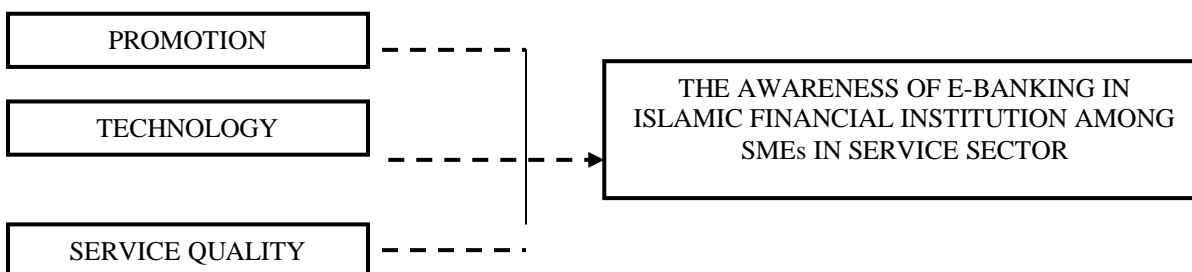 PROMOTION
TECHNOLOGY
SERVICE QUALITY
THE AWARENESS OF E-BANKING IN
ISLAMIC FINANCIAL INSTITUTION AMONG
SMEs IN SERVICE SECTOR